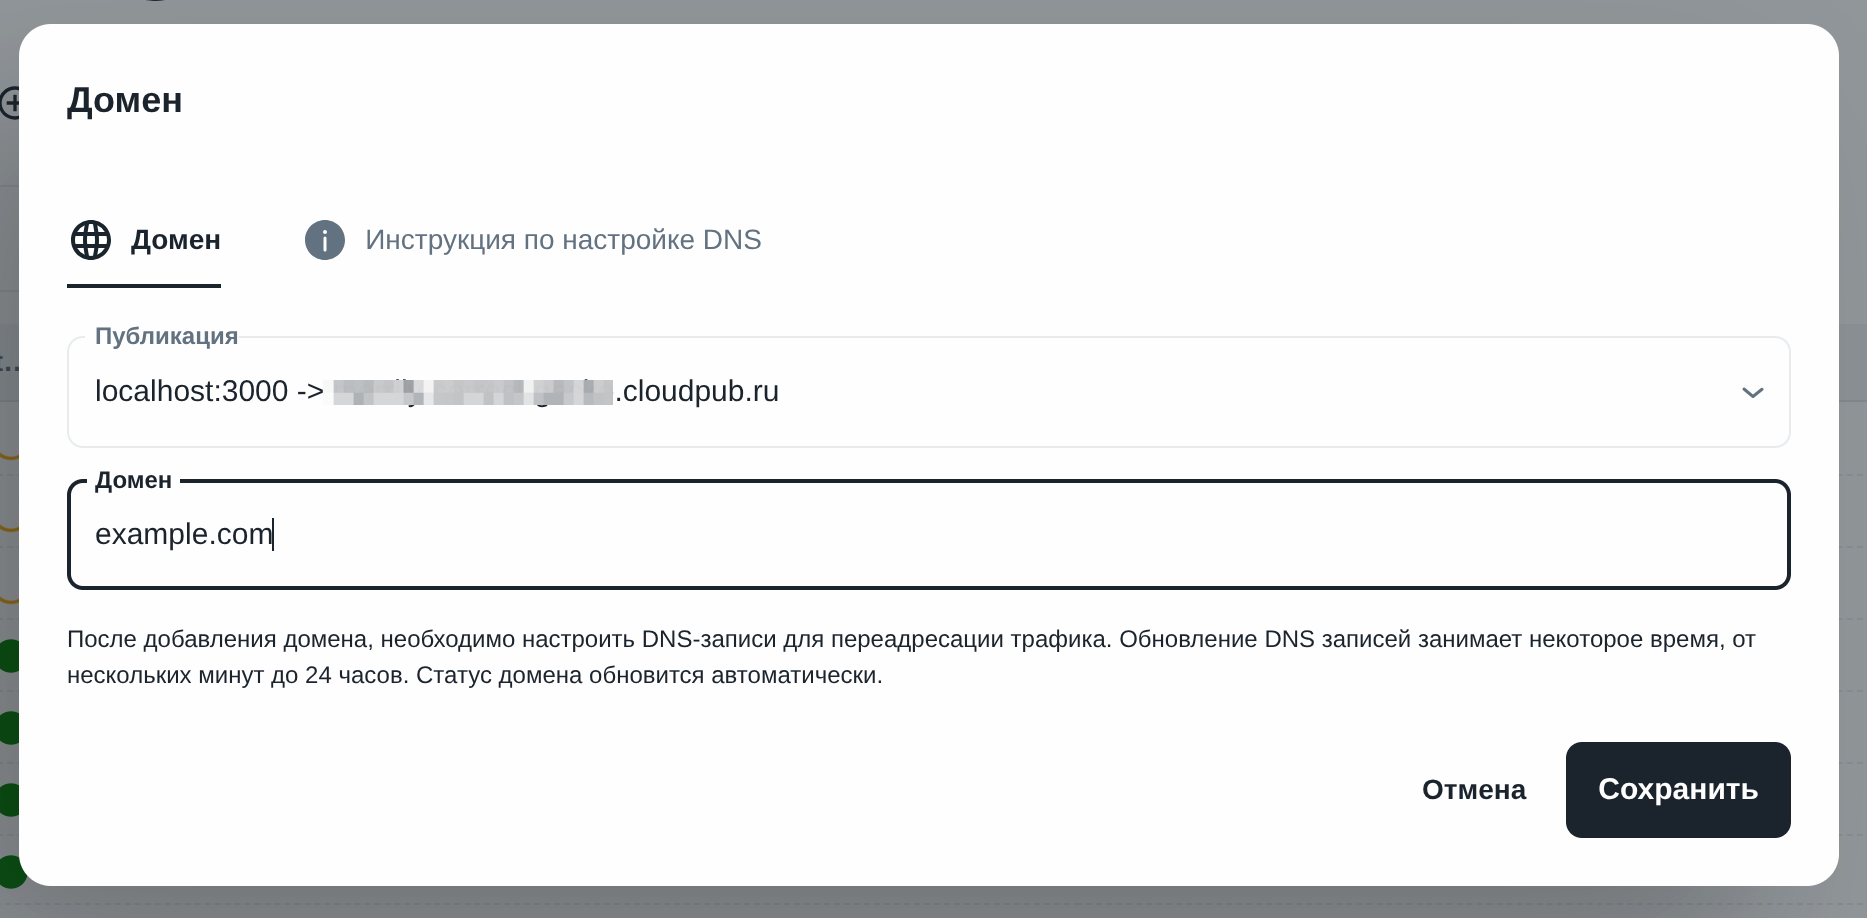 Домен
Домен
Инструкция по настройке DNS
Публикация
localhost:3000 -> .cloudpub.ru
Домен
example.com
После добавления домена, необходимо настроить DNS-записи для переадресации трафика. Обновление DNS записей занимает некоторое время, от
нескольких минут до 24 часов. Статус домена обновится автоматически.
Отмена
Сохранить